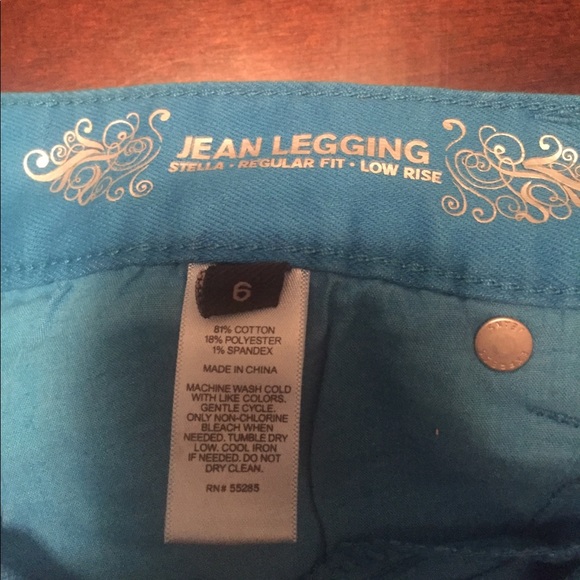 JEAN LEGGING
STELLA • REGULAR FIT • LOW RISE
6
81% COTTON
18% POLYESTER
1% SPANDEX
MADE IN CHINA
MACHINE WASH COLD
WITH LIKE COLORS.
GENTLE CYCLE.
ONLY NON-CHLORINE
BLEACH WHEN
NEEDED. TUMBLE DRY
LOW. COOL IRON
IF NEEDED. DO NOT
DRY CLEAN.
RN# 55285